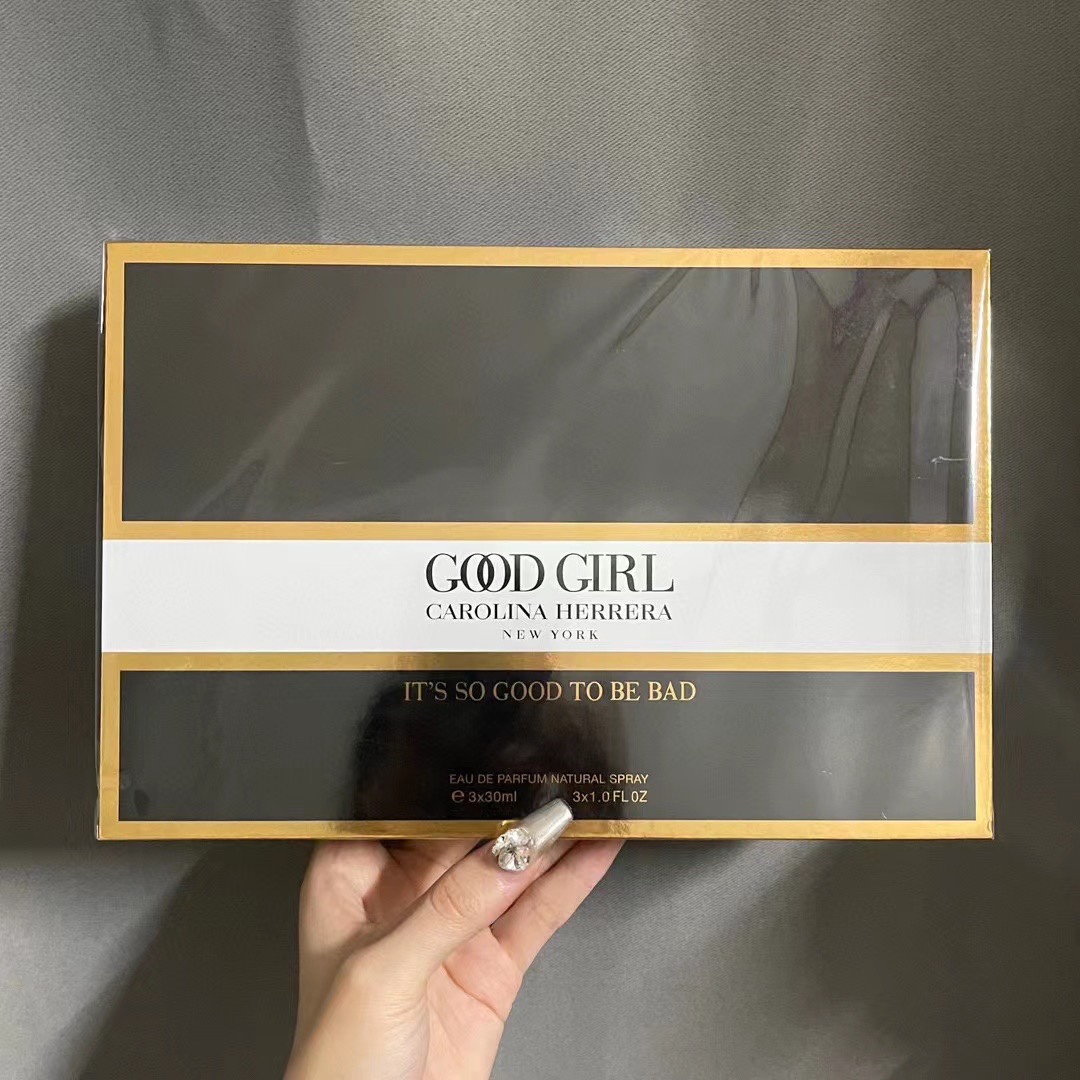 GOOD GIRL
CAROLINA HERRERA
NEW YORK
IT'S SO GOOD TO BE BAD
EAU DE PARFUM NATURAL SPRAY
℮ 3x30ml 3x1.0 FL OZ